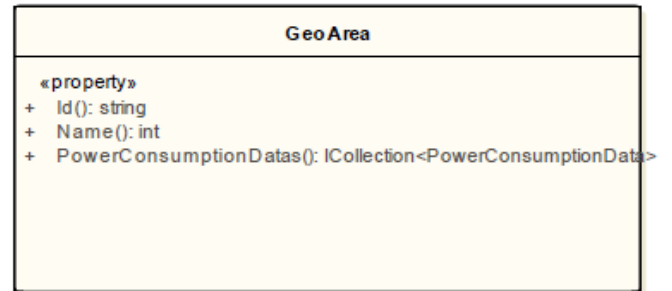 GeoArea
«property»
+ Id(): string
+ Name(): int
+ PowerConsumptionDatas(): ICollection<PowerConsumptionData>